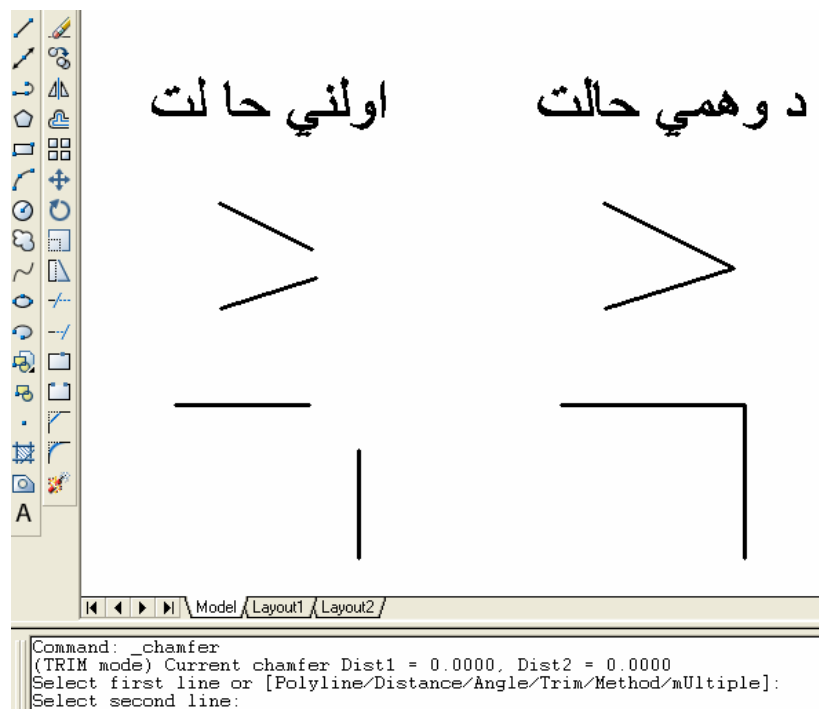 اولني حا لت
د وهمي حالت
A
Model Layout1 Layout2
Command: _chamfer
(TRIM mode) Current chamfer Dist1 = 0.0000, Dist2 = 0.0000
Select first line or [Polyline/Distance/Angle/Trim/Method/mUltiple]:
Select second line: